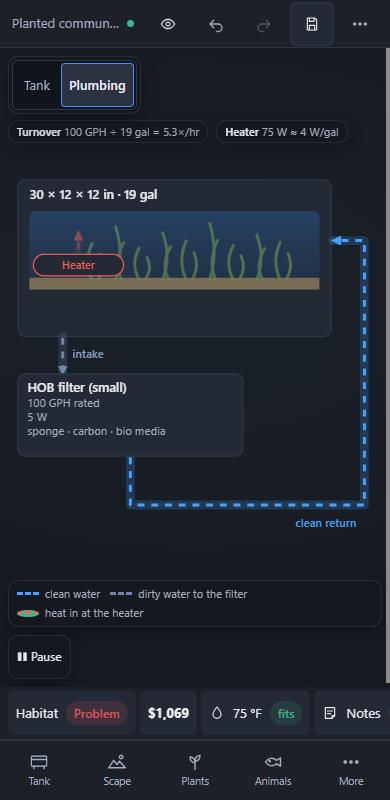 Planted commun...
Tank
Plumbing
Turnover 100 GPH ÷ 19 gal = 5.3×/hr
Heater 75 W ≈ 4 W/gal
30 × 12 × 12 in · 19 gal
Heater
intake
HOB filter (small)
100 GPH rated
5 W
sponge · carbon · bio media
clean return
clean water
dirty water to the filter
heat in at the heater
Pause
Habitat
Problem
$1,069
75 °F
fits
Notes
Tank
Scape
Plants
Animals
More